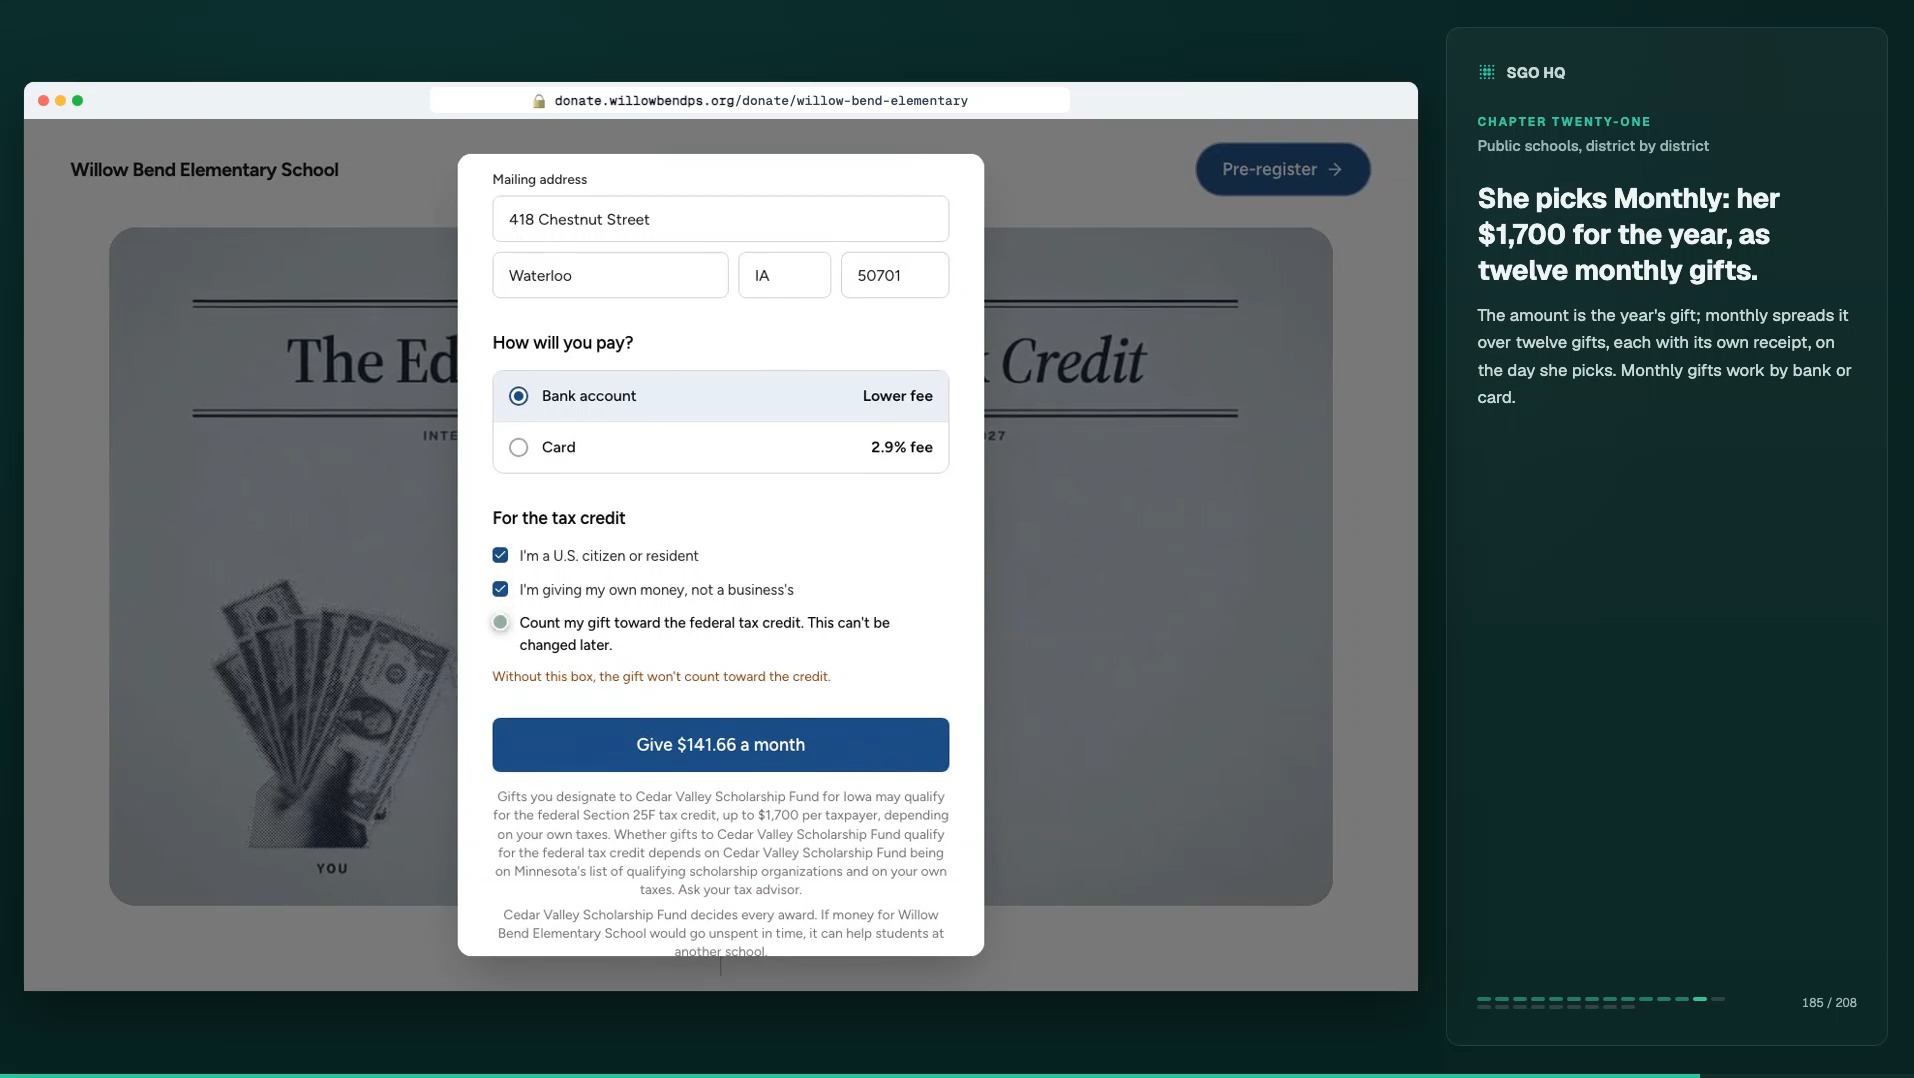 donate.willowbendps.org/donate/willow-bend-elementary
Willow Bend Elementary School
Pre-register →
The Ed
Credit
INTE
027
YOU
Mailing address
418 Chestnut Street
Waterloo
IA
50701
How will you pay?
Bank account
Lower fee
Card
2.9% fee
For the tax credit
I'm a U.S. citizen or resident
I'm giving my own money, not a business's
Count my gift toward the federal tax credit. This can't be
changed later.
Without this box, the gift won't count toward the credit.
Give $141.66 a month
Gifts you designate to Cedar Valley Scholarship Fund for Iowa may qualify
for the federal Section 25F tax credit, up to $1,700 per taxpayer, depending
on your own taxes. Whether gifts to Cedar Valley Scholarship Fund qualify
for the federal tax credit depends on Cedar Valley Scholarship Fund being
on Minnesota's list of qualifying scholarship organizations and on your own
taxes. Ask your tax advisor.
Cedar Valley Scholarship Fund decides every award. If money for Willow
Bend Elementary School would go unspent in time, it can help students at
another school.
SGO HQ
CHAPTER TWENTY-ONE
Public schools, district by district
She picks Monthly: her
$1,700 for the year, as
twelve monthly gifts.
The amount is the year's gift; monthly spreads it
over twelve gifts, each with its own receipt, on
the day she picks. Monthly gifts work by bank or
card.
185 / 208